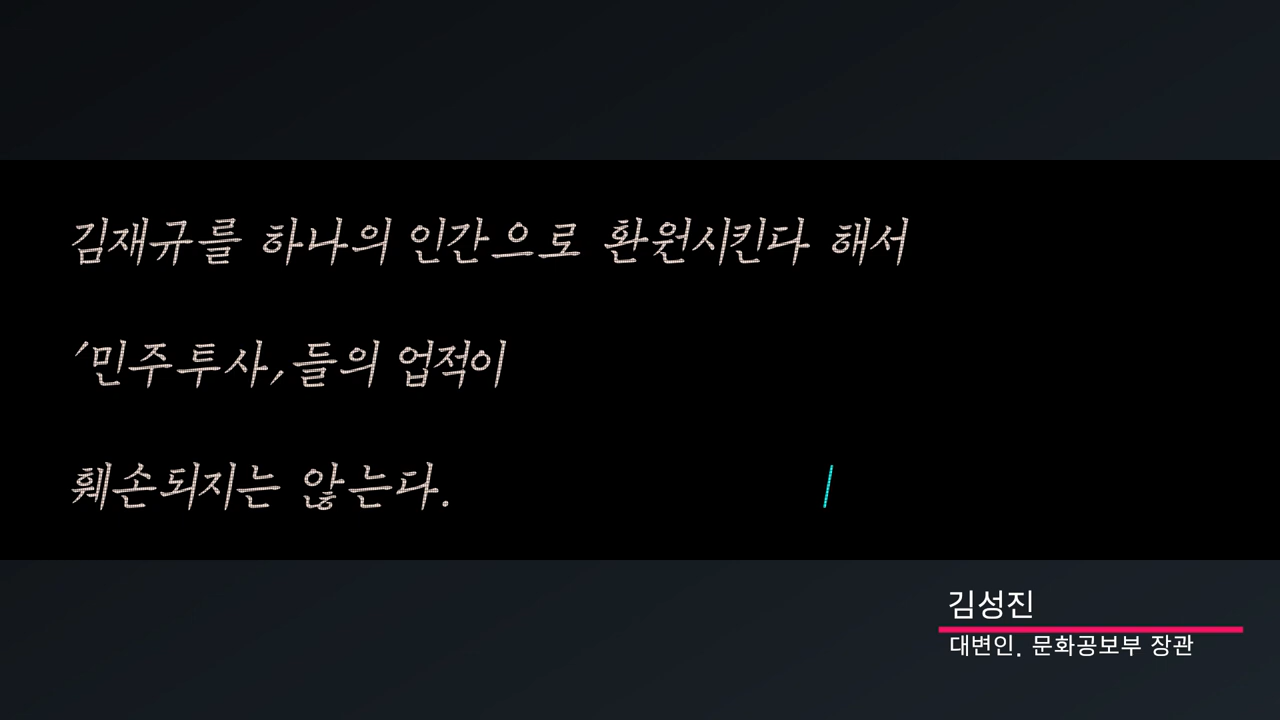 김재규를 하나의 인간으로 환원시킨다 해서
'민주투사,들의 업적이
훼손되지는 않는다.
김성진
대변인. 문화공보부 장관